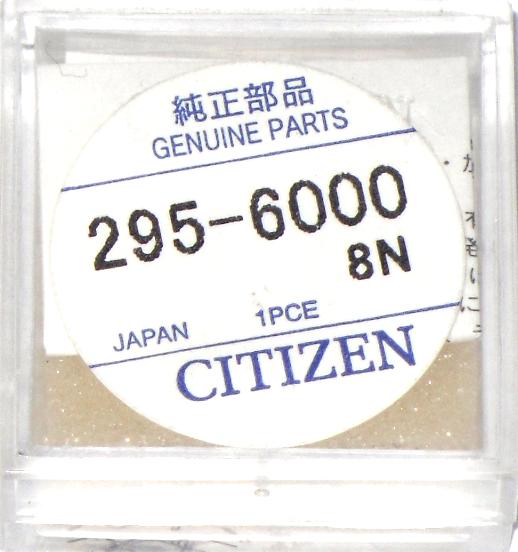 純正部品
GENUINE PARTS
295-6000
8N
JAPAN 1PCE
CITIZEN